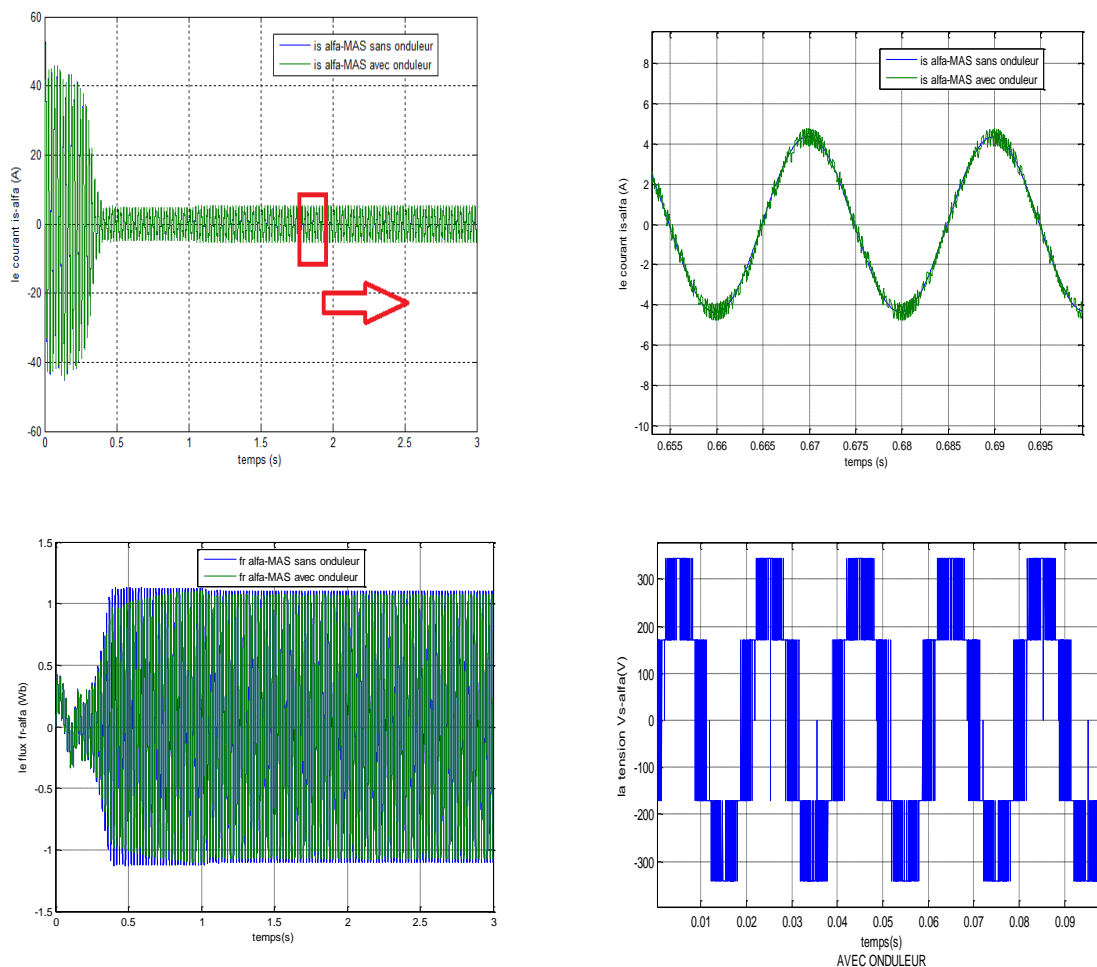 is alfa-MAS sans onduleur
is alfa-MAS avec onduleur
le courant is-alfa (A)
60
40
20
0
-20
-40
-60
0 0.5 1 1.5 2 2.5 3
temps (s)
is alfa-MAS sans onduleur
is alfa-MAS avec onduleur
le courant is-alfa (A)
8
6
4
2
0
-2
-4
-6
-8
-10
0.655 0.66 0.665 0.67 0.675 0.68 0.685 0.69 0.695
temps (s)
fr alfa-MAS sans onduleur
fr alfa-MAS avec onduleur
le flux fr-alfa (Wb)
1.5
1
0.5
0
-0.5
-1
-1.5
0 0.5 1 1.5 2 2.5 3
temps(s)
la tension Vs-alfa(V)
300
200
100
0
-100
-200
-300
0.01 0.02 0.03 0.04 0.05 0.06 0.07 0.08 0.09
temps(s)
AVEC ONDULEUR